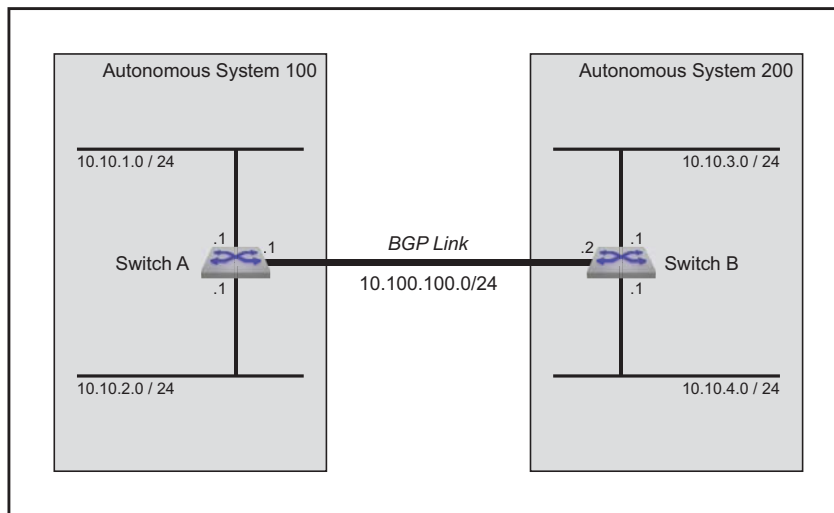 Autonomous System 100
Autonomous System 200
10.10.1.0 / 24
10.10.3.0 / 24
.1
.1
BGP Link
.2
.1
Switch A
Switch B
10.100.100.0/24
.1
.1
10.10.2.0 / 24
10.10.4.0 / 24